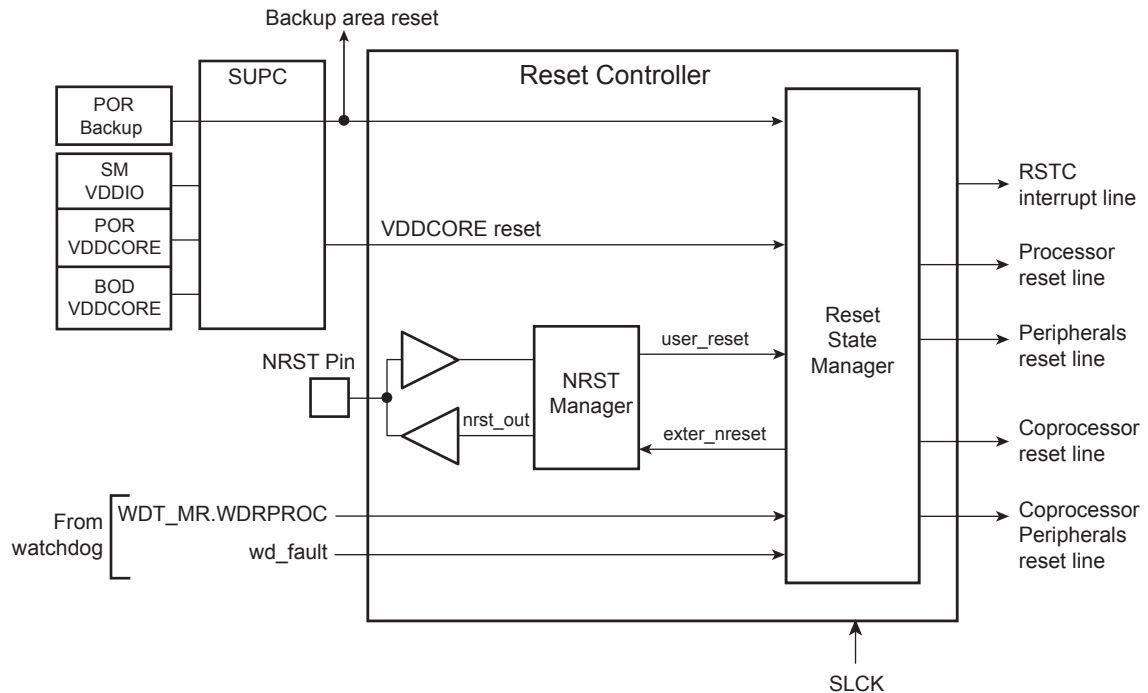 Backup area reset
SUPC
Reset Controller
POR
Backup
SM
VDDIO
POR
VDDCORE
BOD
VDDCORE
VDDCORE reset
NRST Pin
nrst_out
NRST
Manager
user_reset
exter_nreset
Reset
State
Manager
RSTC
interrupt line
Processor
reset line
Peripherals
reset line
Coprocessor
reset line
Coprocessor
Peripherals
reset line
From
watchdog
WDT_MR.WDRPROC
wd_fault
SLCK